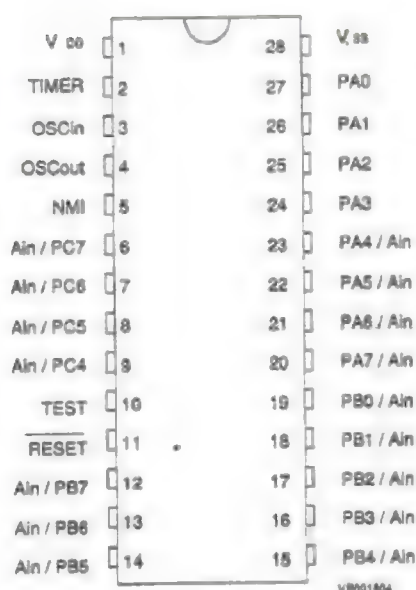 V DD 1 28 V SS
TIMER 2 27 PA0
OSCin 3 26 PA1
OSCout 4 25 PA2
NMI 5 24 PA3
Ain / PC7 6 23 PA4 / Ain
Ain / PC6 7 22 PA5 / Ain
Ain / PC5 8 21 PA6 / Ain
Ain / PC4 9 20 PA7 / Ain
TEST 10 19 PB0 / Ain
RESET 11 18 PB1 / Ain
Ain / PB7 12 17 PB2 / Ain
Ain / PB6 13 16 PB3 / Ain
Ain / PB5 14 15 PB4 / Ain